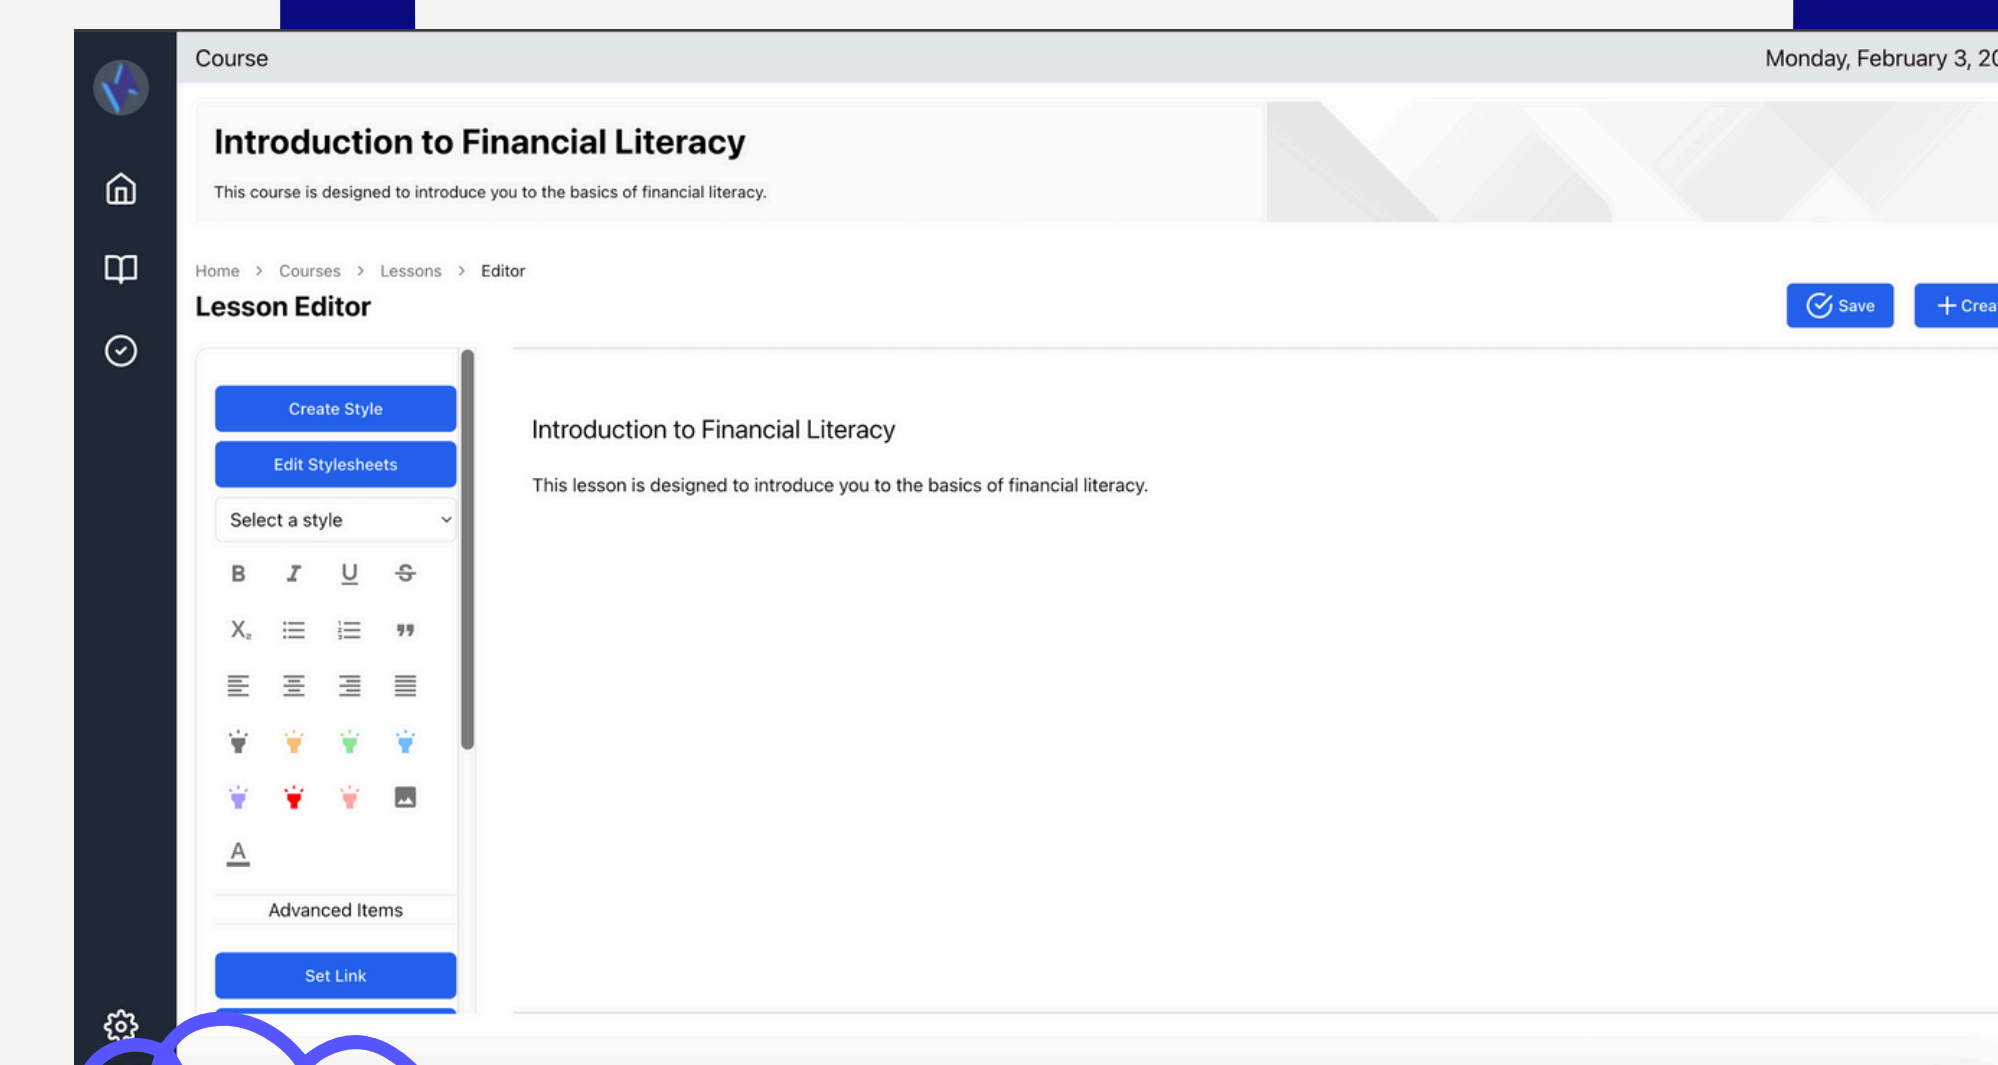 Course
Monday, February 3, 20
Introduction to Financial Literacy
This course is designed to introduce you to the basics of financial literacy.
Home > Courses > Lessons > Editor
Lesson Editor
Save
+ Crea
Create Style
Edit Stylesheets
Select a style
Introduction to Financial Literacy
This lesson is designed to introduce you to the basics of financial literacy.
B I U S
X₂
A
Advanced Items
Set Link